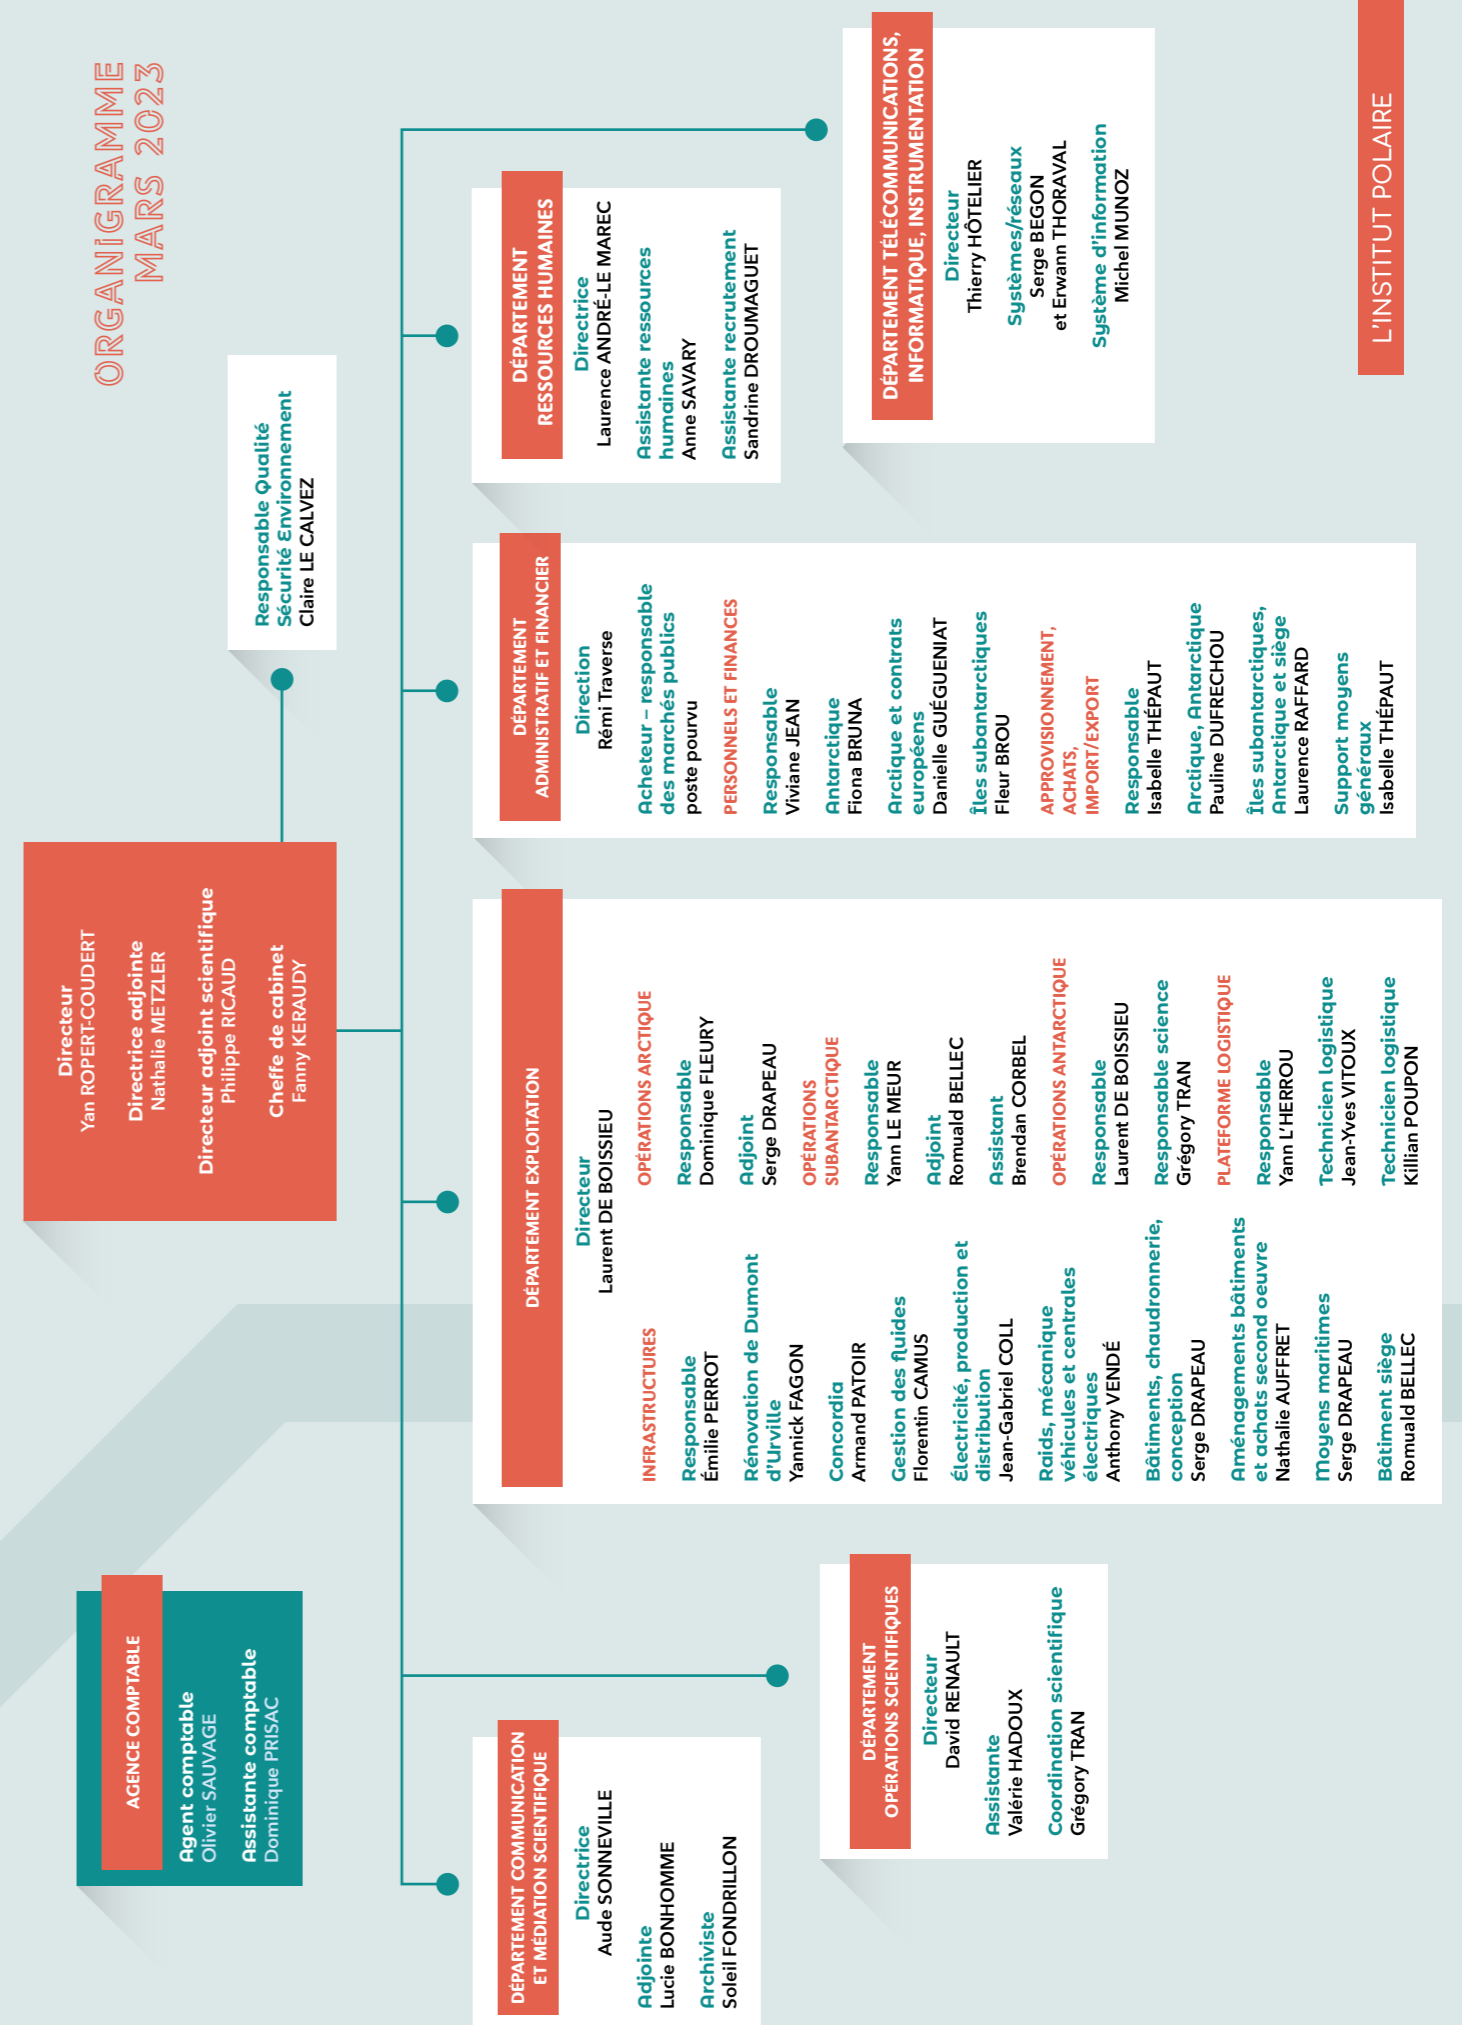 ORGANiGRAMME
MARS 2023
Directeur
Yan ROPERT-COUDERT
Directrice adjointe
Nathalie METZLER
Directeur adjoint scientifique
Philippe RICAUD
Cheffe de cabinet
Fanny KERAUDY
Responsable Qualité
Sécurité Environnement
Claire LE CALVEZ
AGENCE COMPTABLE
Agent comptable
Olivier SAUVAGE
Assistante comptable
Dominique PRISAC
DÉPARTEMENT COMMUNICATION
ET MÉDIATION SCIENTIFIQUE
Directrice
Aude SONNEVILLE
Adjointe
Lucie BONHOMME
Archiviste
Soleil FONDRILLON
DÉPARTEMENT
OPÉRATIONS SCIENTIFIQUES
Directeur
David RENAULT
Assistante
Valérie HADOUX
Coordination scientifique
Grégory TRAN
DÉPARTEMENT EXPLOITATION
Directeur
Laurent DE BOISSIEU
INFRASTRUCTURES
Responsable
Émilie PERROT
Rénovation de Dumont
d'Urville
Yannick FAGON
Concordia
Armand PATOIR
Gestion des fluides
Florentin CAMUS
Électricité, production et
distribution
Jean-Gabriel COLL
Raids, mécanique
véhicules et centrales
électriques
Anthony VENDÉ
Bâtiments, chaudronnerie,
conception
Serge DRAPEAU
Aménagements bâtiments
et achats second oeuvre
Nathalie AUFFRET
Moyens maritimes
Serge DRAPEAU
Bâtiment siège
Romuald BELLEC
OPÉRATIONS ARCTIQUE
Responsable
Dominique FLEURY
Adjoint
Serge DRAPEAU
OPÉRATIONS
SUBANTARCTIQUE
Responsable
Yann LE MEUR
Adjoint
Romuald BELLEC
Assistant
Brendan CORBEL
OPÉRATIONS ANTARCTIQUE
Responsable
Laurent DE BOISSIEU
Responsable science
Grégory TRAN
PLATEFORME LOGISTIQUE
Responsable
Yann L'HERROU
Technicien logistique
Jean-Yves VITOUX
Technicien logistique
Killian POUPON
DÉPARTEMENT
ADMINISTRATIF ET FINANCIER
Direction
Rémi Traverse
Acheteur – responsable
des marchés publics
poste pourvu
PERSONNELS ET FINANCES
Responsable
Viviane JEAN
Antarctique
Fiona BRUNA
Arctique et contrats
européens
Danielle GUÉGUENIAT
Îles subantarctiques
Fleur BROU
APPROVISIONNEMENT,
ACHATS,
IMPORT/EXPORT
Responsable
Isabelle THÉPAUT
Arctique, Antarctique
Pauline DUFRECHOU
Îles subantarctiques,
Antarctique et siège
Laurence RAFFARD
Support moyens
généraux
Isabelle THÉPAUT
DÉPARTEMENT
RESSOURCES HUMAINES
Directrice
Laurence ANDRÉ-LE MAREC
Assistante ressources
humaines
Anne SAVARY
Assistante recrutement
Sandrine DROUMAGUET
DÉPARTEMENT TÉLÉCOMMUNICATIONS,
INFORMATIQUE, INSTRUMENTATION
Directeur
Thierry HÔTELIER
Systèmes/réseaux
Serge BEGON
et Erwann THORAVAL
Système d'information
Michel MUNOZ
L'INSTITUT POLAIRE